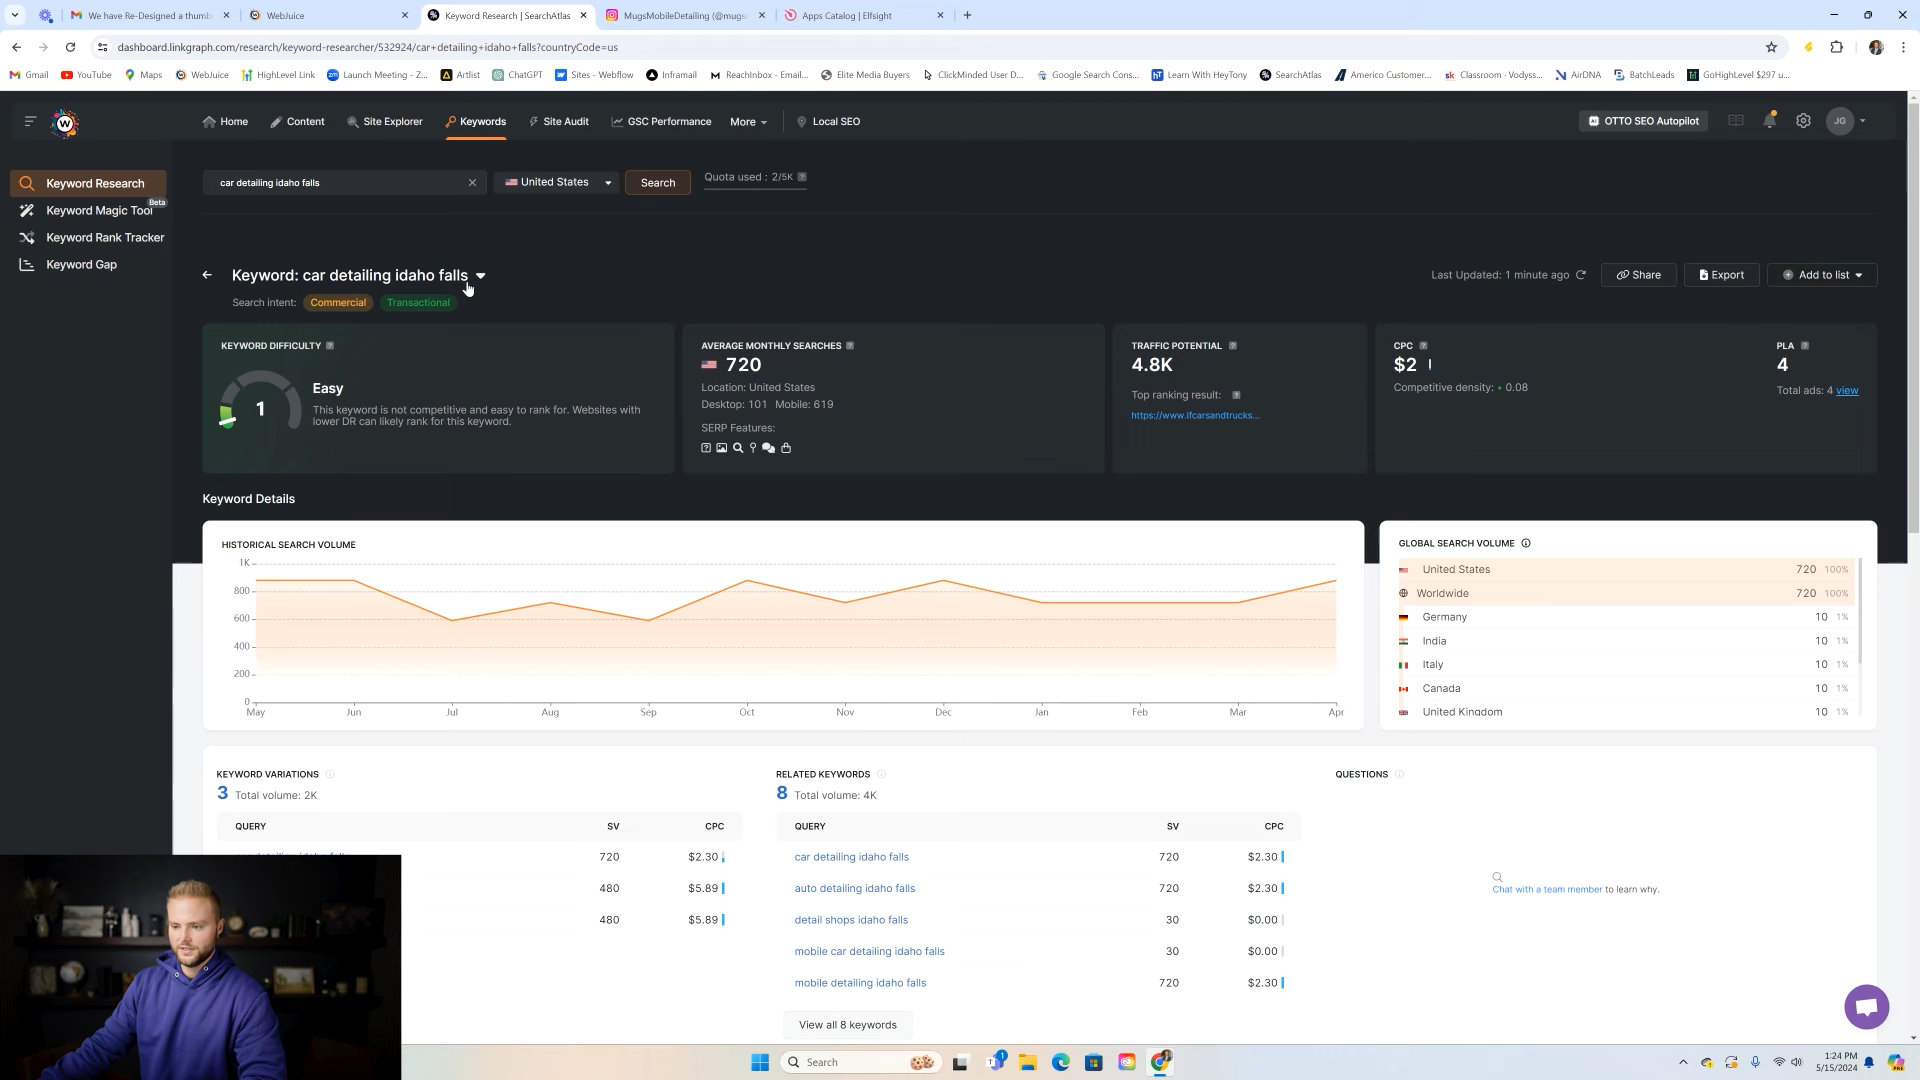 We have Re-Designed a thumb
WebJuice
Keyword Research | SearchAtlas
MugsMobileDetailing (@mugs
Apps Catalog | Elfsight
dashboard.linkgraph.com/research/keyword-researcher/532924/car+detailing+idaho+falls?countryCode=us
Gmail
YouTube
Maps
WebJuice
HighLevel Link
Launch Meeting - Z...
Artlist
ChatGPT
Sites - Webflow
Inframail
ReachInbox - Email...
Elite Media Buyers
ClickMinded User D...
Google Search Cons...
Learn With HeyTony
SearchAtlas
Americo Customer...
Classroom - Vodyss...
AirDNA
BatchLeads
GoHighLevel $297 u...
W
Home
Content
Site Explorer
Keywords
Site Audit
GSC Performance
More
Local SEO
OTTO SEO Autopilot
JG
Keyword Research
Keyword Magic Tool
Beta
Keyword Rank Tracker
Keyword Gap
car detailing idaho falls
United States
Search
Quota used : 2/5K
Keyword: car detailing idaho falls
Last Updated: 1 minute ago
Share
Export
Add to list
Search intent:
Commercial
Transactional
KEYWORD DIFFICULTY
1
Easy
This keyword is not competitive and easy to rank for. Websites with
lower DR can likely rank for this keyword.
AVERAGE MONTHLY SEARCHES
720
Location: United States
Desktop: 101 Mobile: 619
SERP Features:
TRAFFIC POTENTIAL
4.8K
Top ranking result:
https://www.ifcarsandtrucks...
CPC
$2
Competitive density: • 0.08
PLA
4
Total ads: 4 view
Keyword Details
HISTORICAL SEARCH VOLUME
1K
800
600
400
200
0
May
Jun
Jul
Aug
Sep
Oct
Nov
Dec
Jan
Feb
Mar
Apr
GLOBAL SEARCH VOLUME
United States 720 100%
Worldwide 720 100%
Germany 10 1%
India 10 1%
Italy 10 1%
Canada 10 1%
United Kingdom 10 1%
KEYWORD VARIATIONS
3 Total volume: 2K
QUERY SV CPC
720 $2.30
480 $5.89
480 $5.89
RELATED KEYWORDS
8 Total volume: 4K
QUERY SV CPC
car detailing idaho falls 720 $2.30
auto detailing idaho falls 720 $2.30
detail shops idaho falls 30 $0.00
mobile car detailing idaho falls 30 $0.00
mobile detailing idaho falls 720 $2.30
View all 8 keywords
QUESTIONS
Chat with a team member to learn why.
Search
1
1:24 PM
5/15/2024